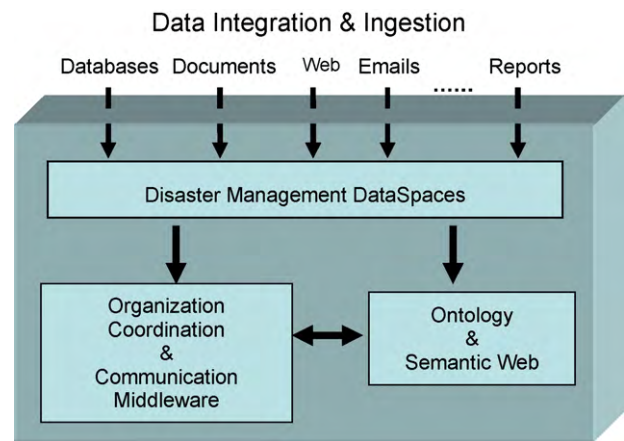 Data Integration & Ingestion
Databases Documents Web Emails ...... Reports
Disaster Management DataSpaces
Organization
Coordination
&
Communication
Middleware
Ontology
&
Semantic Web